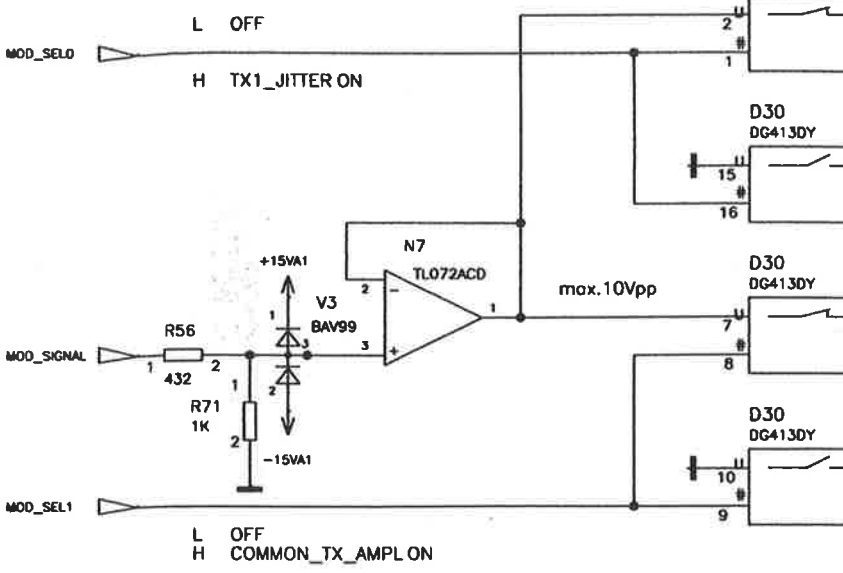 L OFF
U
2
MOD_SEL0
#
1
H TX1_JITTER ON
D30
DG413DY
U
15
#
16
N7
+15VA1
TL072ACD
D30
DG413DY
2
-
max.10Vpp
V3
1
1
BAV99
U
7
R56
3
3
MOD_SIGNAL
1
2
+
#
8
432
1
2
R71
1K
2
D30
DG413DY
-15VA1
U
10
#
MOD_SEL1
9
L OFF
H COMMON_TX_AMPL ON